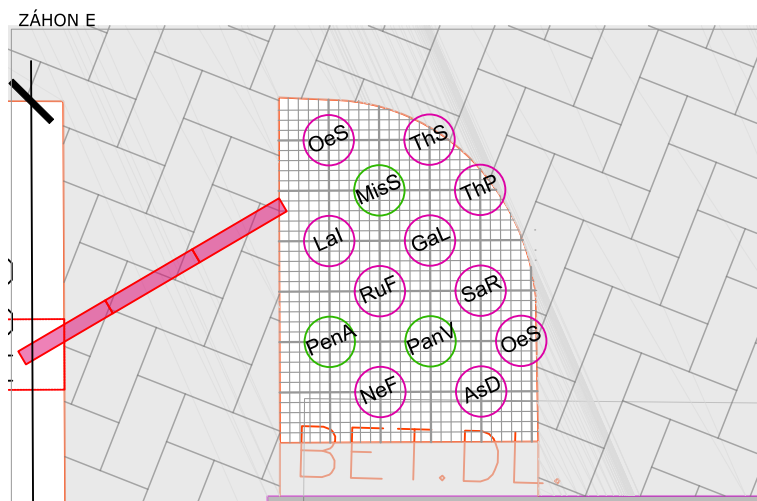 ZÁHON E
OeS ThS
MisS ThP
LaI GaL
RuF SaR
PenA PanV OeS
NeF AsD
BET.DL.